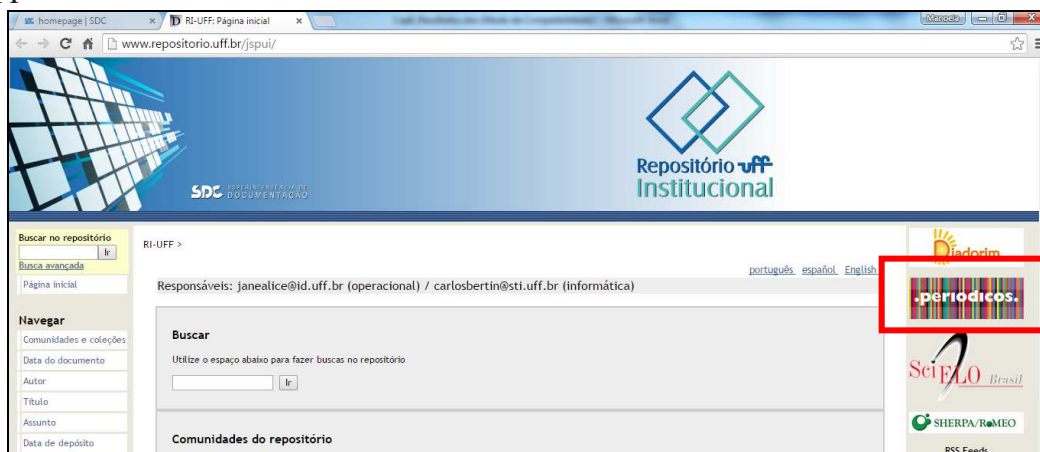 homepage | SDC
RI-UFF: Página inicial
www.repositorio.uff.br/jspui/
SDC SUPERINTENDÊNCIA DE DOCUMENTAÇÃO
Repositório uff
Institucional
Buscar no repositório
Ir
Busca avançada
Página inicial
Navegar
Comunidades e coleções
Data do documento
Autor
Título
Assunto
Data de depósito
RI-UFF >
português español English
Responsáveis: janealice@id.uff.br (operacional) / carlosbertin@sti.uff.br (informática)
Buscar
Utilize o espaço abaixo para fazer buscas no repositório
Ir
Comunidades do repositório
Diadorim
.periodicos.
SciELO Brasil
SHERPA/RoMEO
RSS Feeds